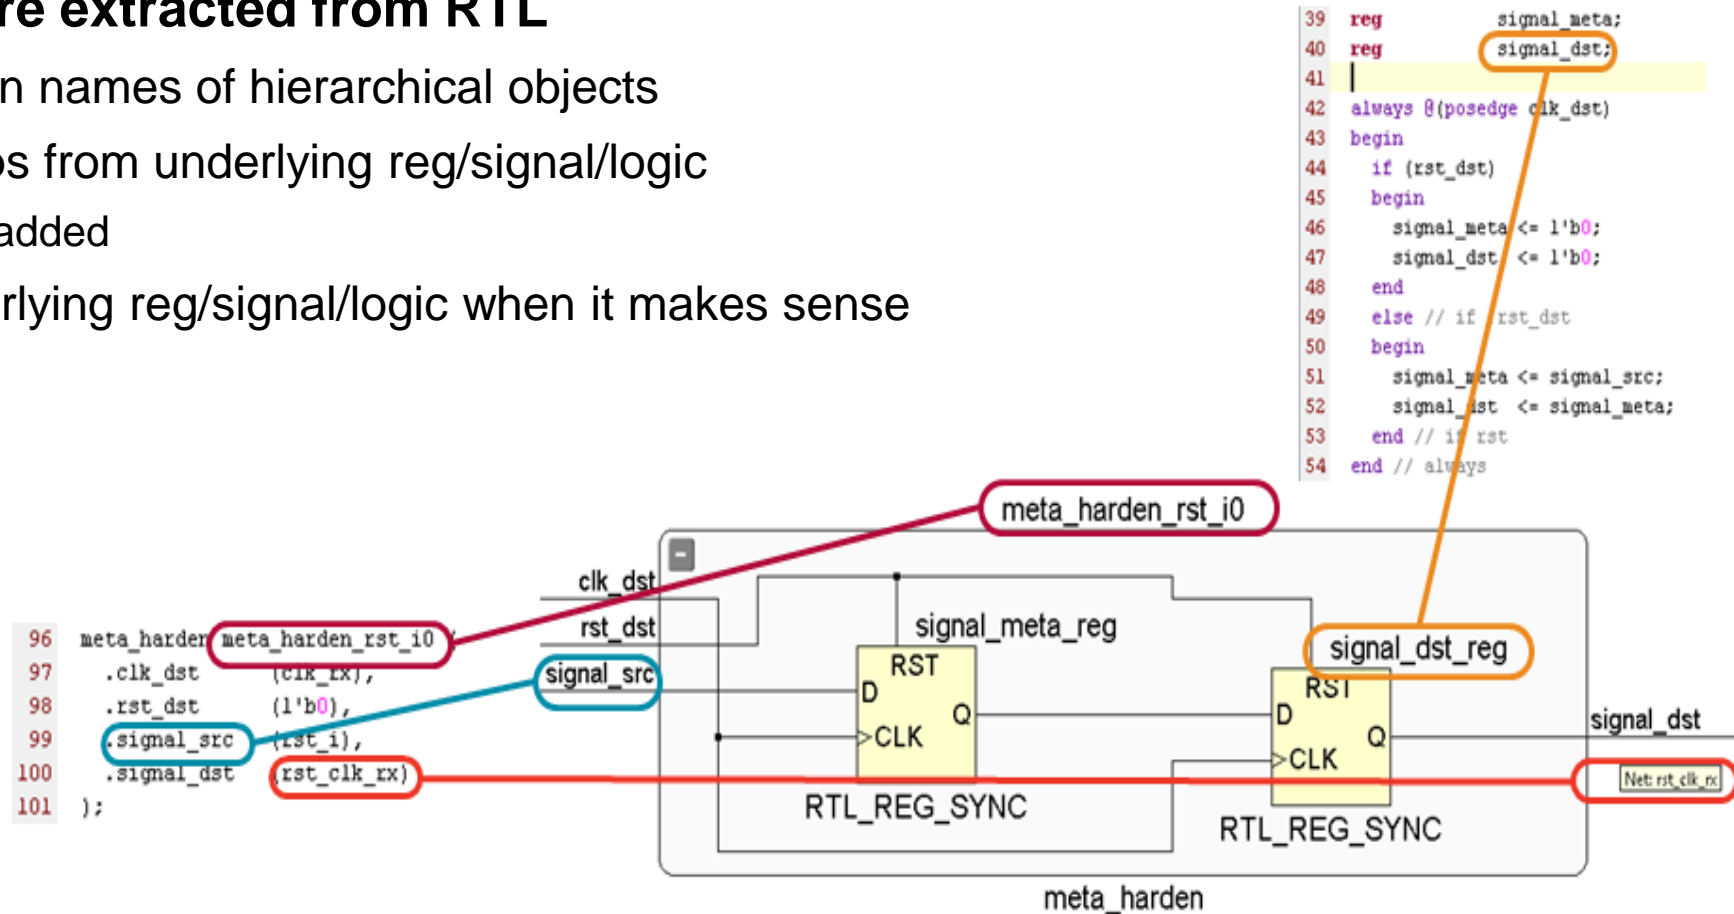 re extracted from RTL
n names of hierarchical objects
os from underlying reg/signal/logic
added
rlying reg/signal/logic when it makes sense
39 reg signal_meta;
40 reg signal_dst;
41
42 always @(posedge clk_dst)
43 begin
44 if (rst_dst)
45 begin
46 signal_meta <= 1'b0;
47 signal_dst <= 1'b0;
48 end
49 else // if rst_dst
50 begin
51 signal_meta <= signal_src;
52 signal_dst <= signal_meta;
53 end // if rst
54 end // always
meta_harden_rst_i0
clk_dst
rst_dst
signal_src
signal_meta_reg
RST
D
Q
CLK
RTL_REG_SYNC
signal_dst_reg
RST
D
Q
CLK
RTL_REG_SYNC
signal_dst
Net: rst_clk_rx
meta_harden
96 meta_harden meta_harden_rst_i0 (
97 .clk_dst (clk_rx),
98 .rst_dst (1'b0),
99 .signal_src (rst_i),
100 .signal_dst (rst_clk_rx)
101 );